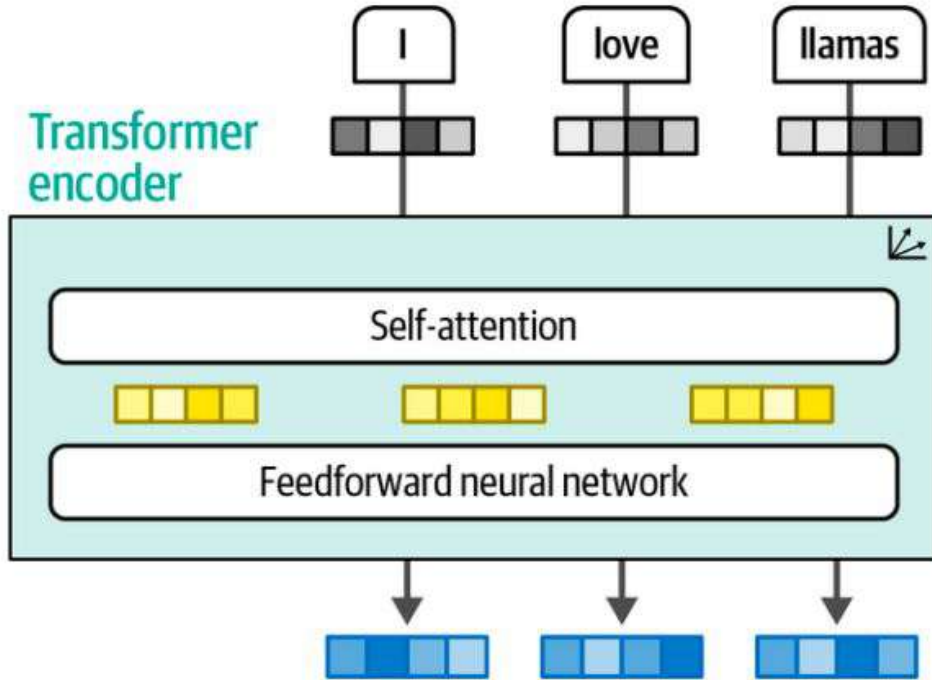 I love llamas
Transformer
encoder
Self-attention
Feedforward neural network